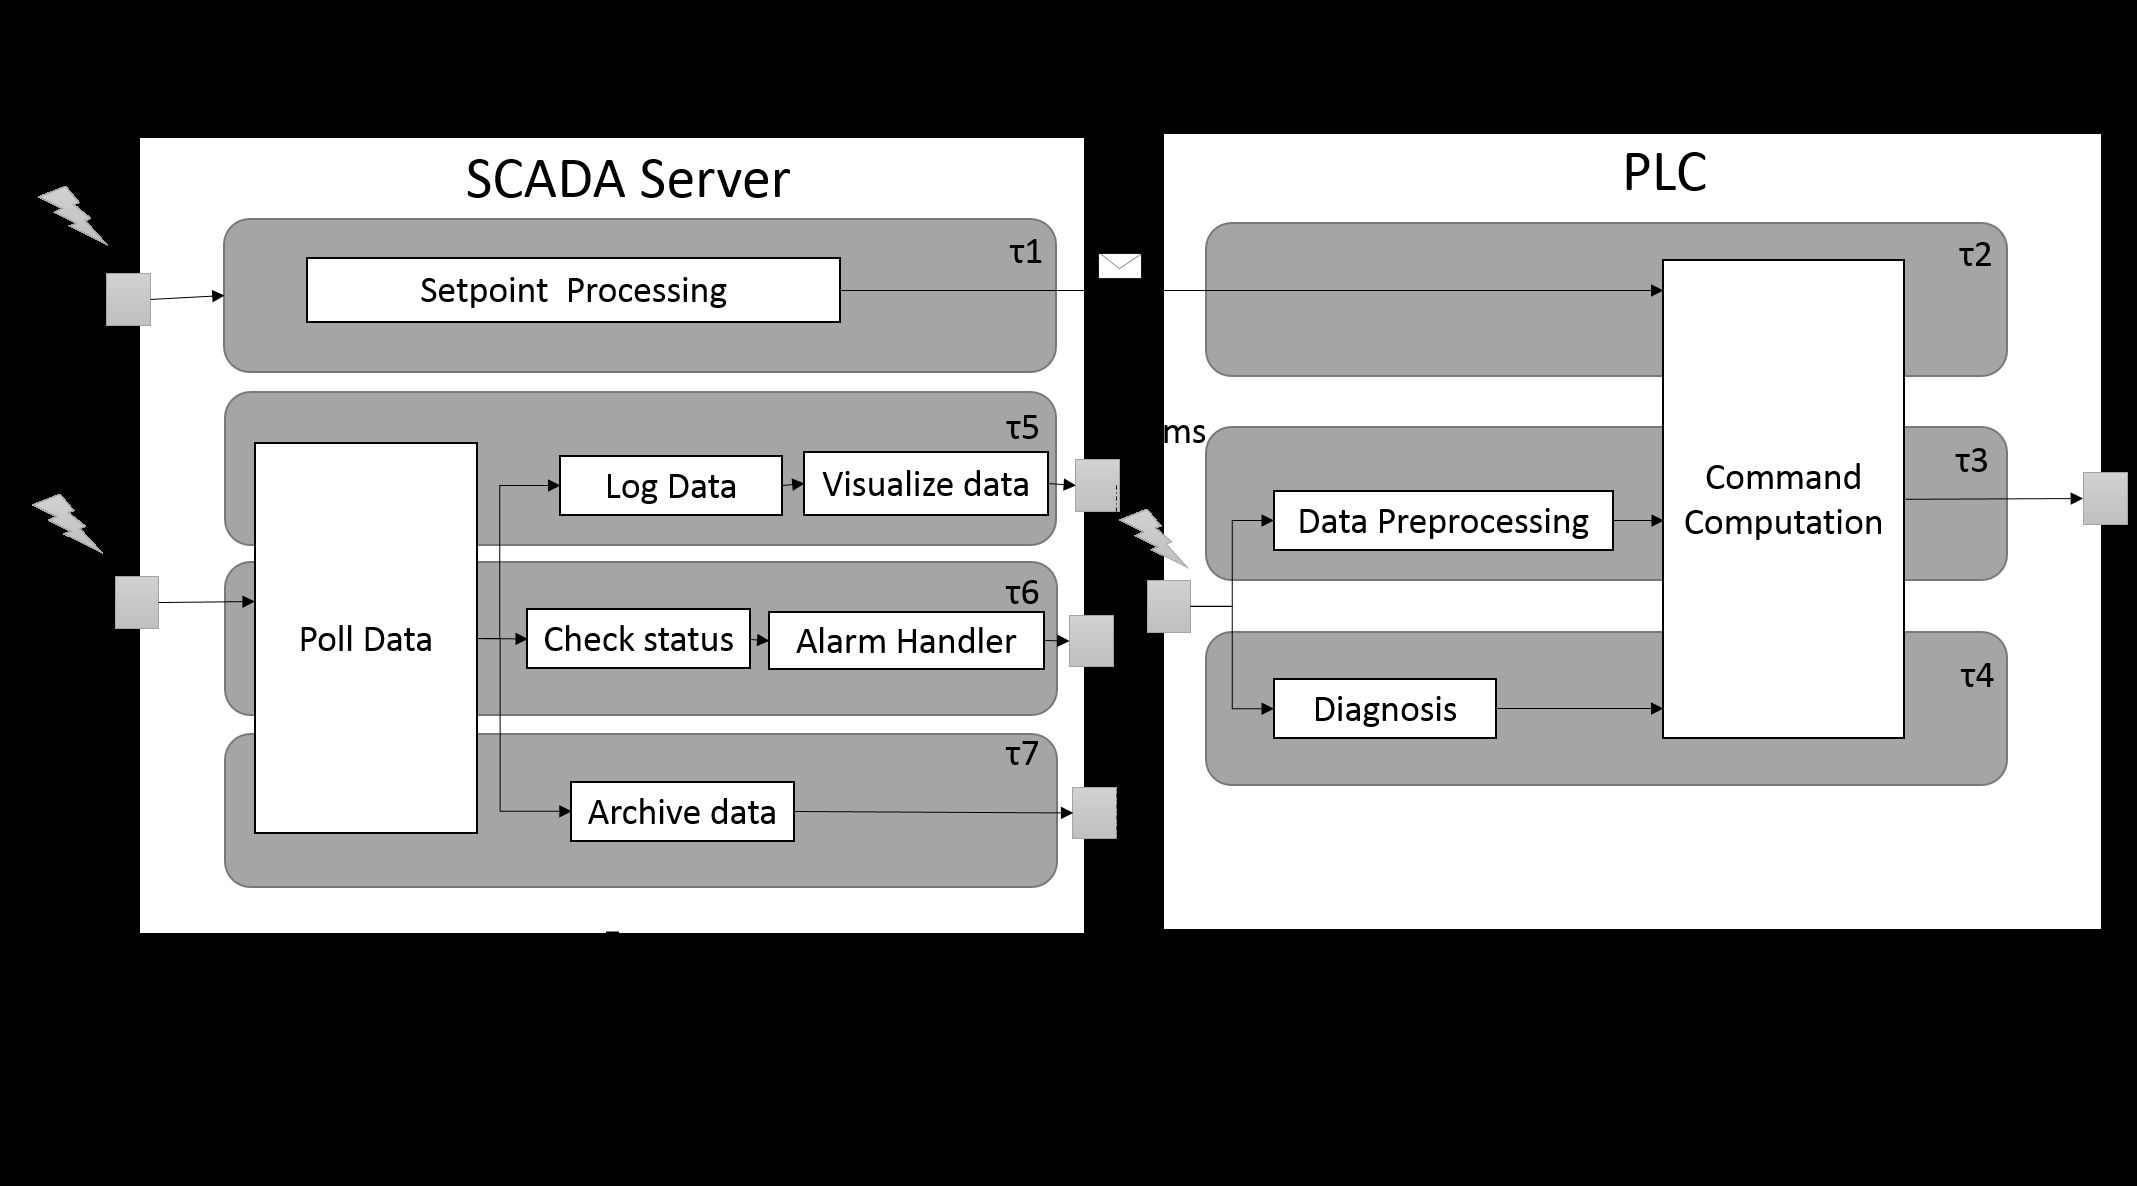 SCADA Server
τ1
Setpoint Processing
τ5
Log Data
Visualize data
Poll Data
τ6
Check status
Alarm Handler
τ7
Archive data
PLC
τ2
ms
τ3
Data Preprocessing
Command
Computation
τ4
Diagnosis